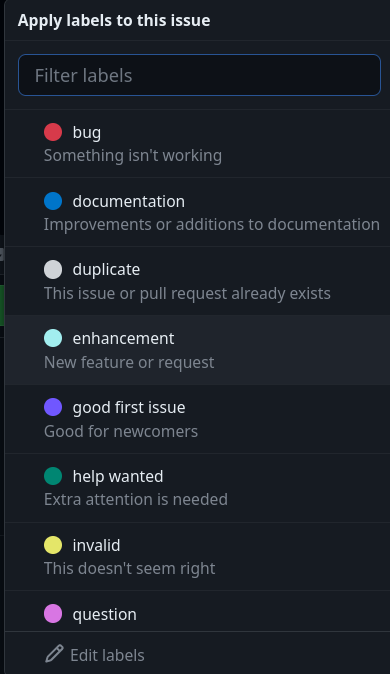 Apply labels to this issue
Filter labels
bug
Something isn't working
documentation
Improvements or additions to documentation
duplicate
This issue or pull request already exists
enhancement
New feature or request
good first issue
Good for newcomers
help wanted
Extra attention is needed
invalid
This doesn't seem right
question
Edit labels